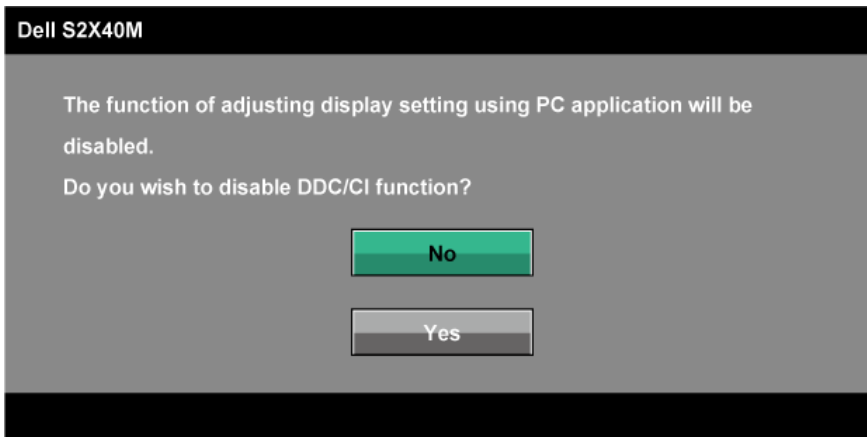 Dell S2X40M
The function of adjusting display setting using PC application will be
disabled.
Do you wish to disable DDC/CI function?
No
Yes